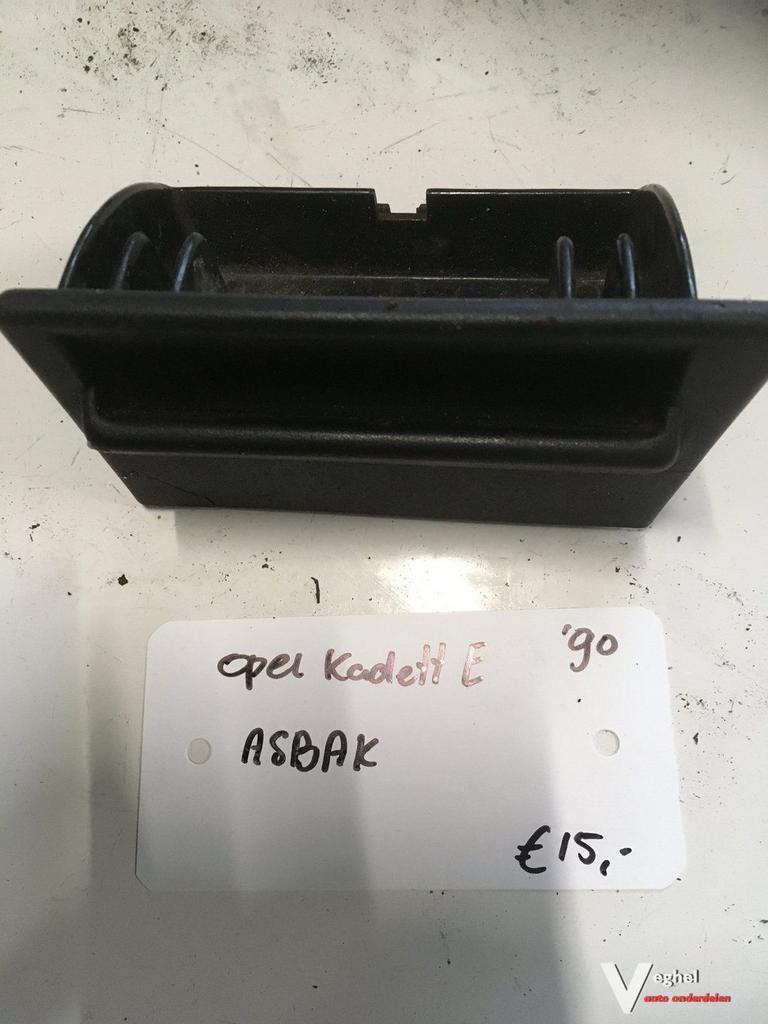 Opel Kadett E '90
ASBAK
€15,-
Veghel
auto onderdelen